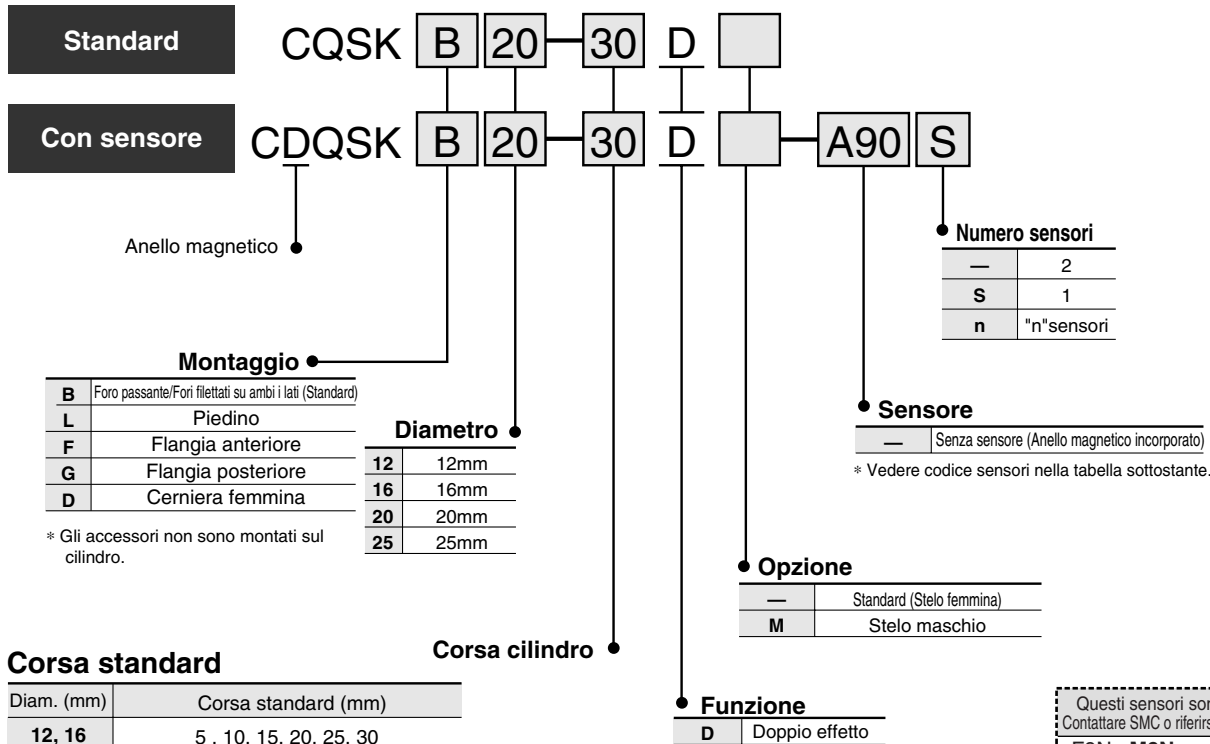 Standard
CQSK B 20 — 30 D
Con sensore
CDQSK B 20 — 30 D — A90 S
Anello magnetico
Numero sensori
— 2
S 1
n "n"sensori
Montaggio
B Foro passante/Fori filettati su ambi i lati (Standard)
L Piedino
F Flangia anteriore
G Flangia posteriore
D Cerniera femmina
* Gli accessori non sono montati sul
cilindro.
Diametro
12 12mm
16 16mm
20 20mm
25 25mm
Sensore
— Senza sensore (Anello magnetico incorporato)
* Vedere codice sensori nella tabella sottostante.
Opzione
— Standard (Stelo femmina)
M Stelo maschio
Corsa cilindro
Corsa standard
Diam. (mm) Corsa standard (mm)
12, 16 5 , 10, 15, 20, 25, 30
Funzione
D Doppio effetto
Questi sensori
Contattare SMC o